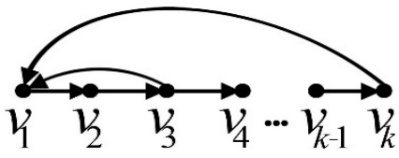 v₁ v₂ v₃ v₄ ... vₖ₋₁ vₖ